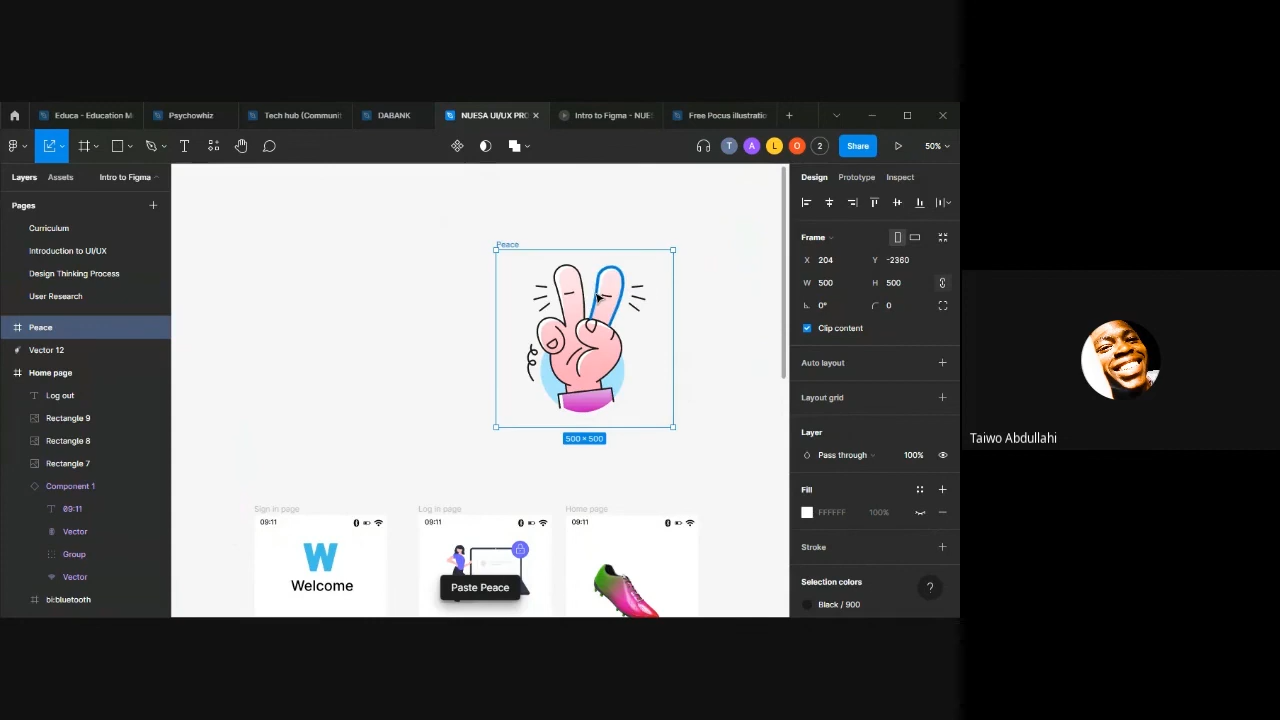 Educa - Education M
Psychowhiz
Tech hub (Communit
DABANK
NUESA UI/UX PRO
Intro to Figma - NUE
Free Pocus illustratio
T
A
L
O
2
Share
50%
Layers
Assets
Intro to Figma
Design
Prototype
Inspect
Pages
Curriculum
Introduction to UI/UX
Design Thinking Process
User Research
Peace
Vector 12
Home page
Log out
Rectangle 9
Rectangle 8
Rectangle 7
Component 1
09:11
Vector
Group
Vector
bi:bluetooth
Peace
500 × 500
Sign in page
09:11
W
Welcome
Log in page
09:11
Paste Peace
Home page
09:11
Frame
X 204 Y -2360
W 500 H 500
0° 0
Clip content
Auto layout
Layout grid
Layer
Pass through 100%
Fill
FFFFFF 100%
Stroke
Selection colors
Black / 900
?
Taiwo Abdullahi